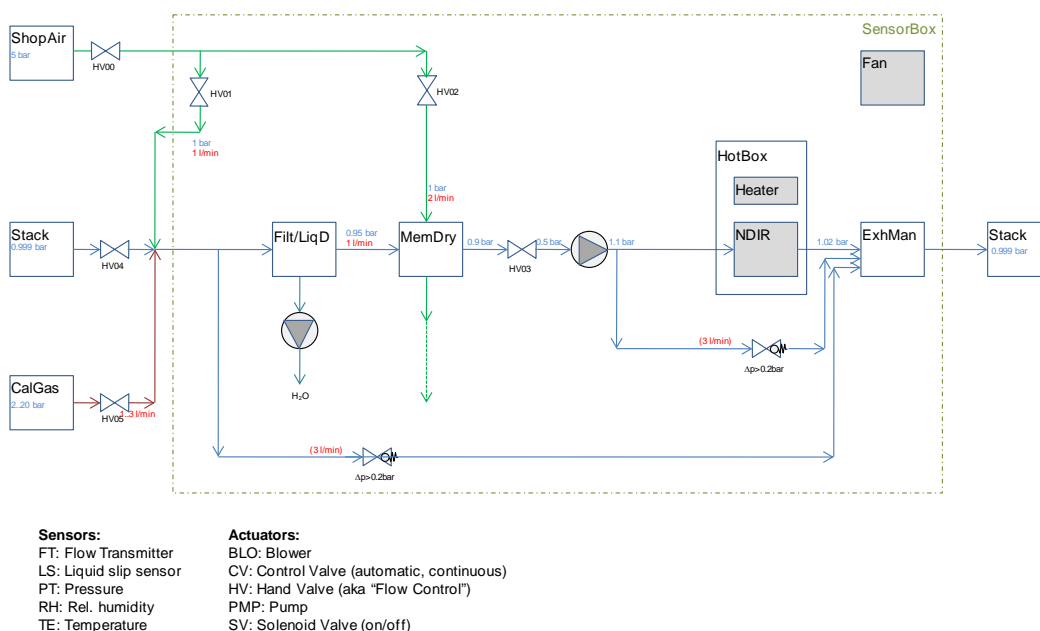 SensorBox
ShopAir
5 bar
HV00
Fan
HV01
HV02
1 bar
1 l/min
HotBox
1 bar
2 l/min
Heater
Stack
0.999 bar
HV04
Filt/LiqD
0.95 bar
1 l/min
MemDry
0.9 bar
HV03
0.5 bar
1.1 bar
NDIR
1.02 bar
ExhMan
Stack
0.999 bar
(3 l/min)
Δp>0.2bar
CalGas
2..20 bar
HV05
1..3 l/min
H₂O
(3 l/min)
Δp>0.2bar
Sensors:
FT: Flow Transmitter
LS: Liquid slip sensor
PT: Pressure
RH: Rel. humidity
TE: Temperature
Actuators:
BLO: Blower
CV: Control Valve (automatic, continuous)
HV: Hand Valve (aka “Flow Control”)
PMP: Pump
SV: Solenoid Valve (on/off)